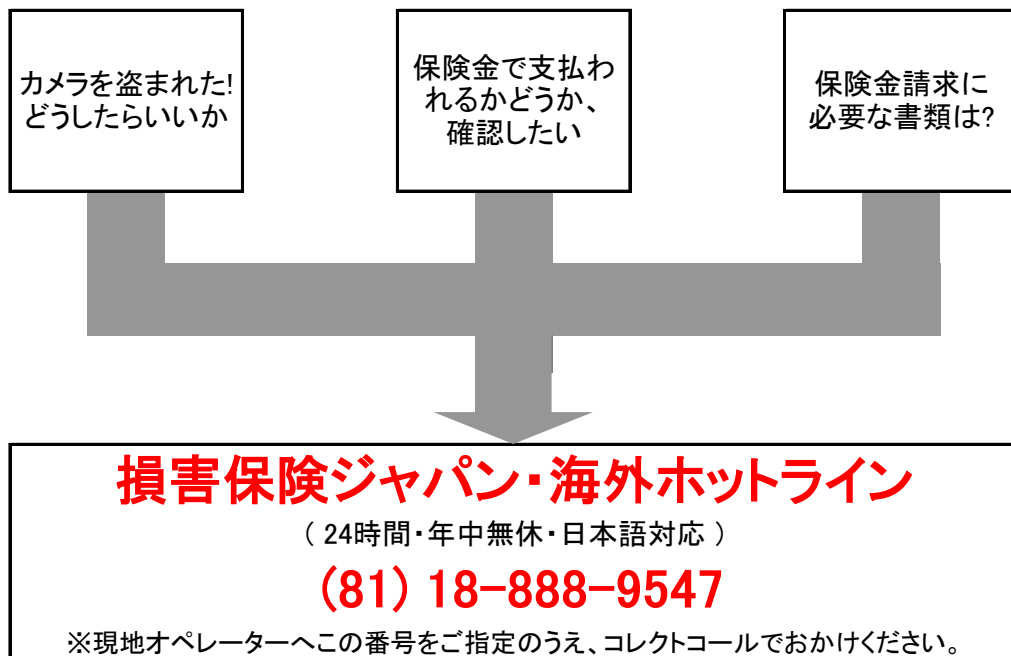 カメラを盗まれた!
どうしたらいいか
保険金で支払わ
れるかどうか、
確認したい
保険金請求に
必要な書類は?
損害保険ジャパン・海外ホットライン
( 24時間・年中無休・日本語対応 )
(81) 18-888-9547
※現地オペレーターへこの番号をご指定のうえ、コレクトコールでおかけください。